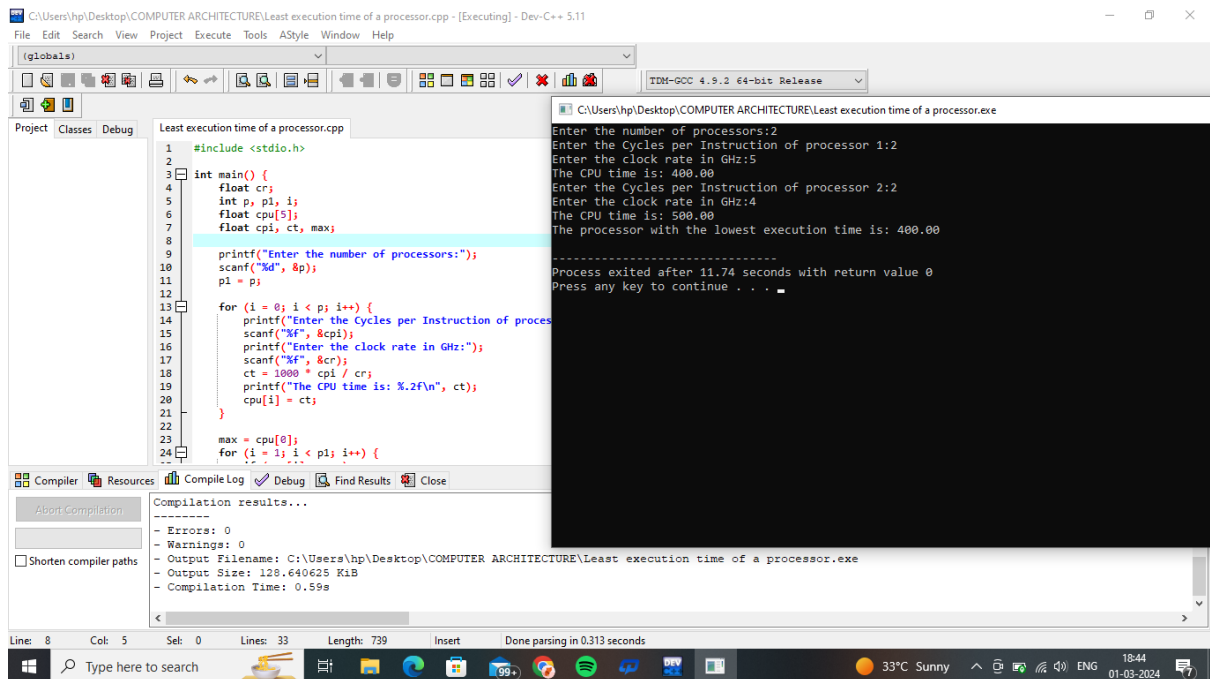 C:\Users\hp\Desktop\COMPUTER ARCHITECTURE\Least execution time of a processor.cpp - [Executing] - Dev-C++ 5.11
File Edit Search View Project Execute Tools AStyle Window Help
(globals)
TDM-GCC 4.9.2 64-bit Release
Project Classes Debug
Least execution time of a processor.cpp
1 #include <stdio.h>
2
3 int main() {
4 float cr;
5 int p, p1, i;
6 float cpu[5];
7 float cpi, ct, max;
8
9 printf("Enter the number of processors:");
10 scanf("%d", &p);
11 p1 = p;
12
13 for (i = 0; i < p; i++) {
14 printf("Enter the Cycles per Instruction of proces
15 scanf("%f", &cpi);
16 printf("Enter the clock rate in GHz:");
17 scanf("%f", &cr);
18 ct = 1000 * cpi / cr;
19 printf("The CPU time is: %.2f\n", ct);
20 cpu[i] = ct;
21 }
22
23 max = cpu[0];
24 for (i = 1; i < p1; i++) {
C:\Users\hp\Desktop\COMPUTER ARCHITECTURE\Least execution time of a processor.exe
Enter the number of processors:2
Enter the Cycles per Instruction of processor 1:2
Enter the clock rate in GHz:5
The CPU time is: 400.00
Enter the Cycles per Instruction of processor 2:2
Enter the clock rate in GHz:4
The CPU time is: 500.00
The processor with the lowest execution time is: 400.00
--------------------------------
Process exited after 11.74 seconds with return value 0
Press any key to continue . . .
Compiler Resources Compile Log Debug Find Results Close
Abort Compilation
Shorten compiler paths
Compilation results...
--------
- Errors: 0
- Warnings: 0
- Output Filename: C:\Users\hp\Desktop\COMPUTER ARCHITECTURE\Least execution time of a processor.exe
- Output Size: 128.640625 KiB
- Compilation Time: 0.59s
Line: 8 Col: 5 Sel: 0 Lines: 33 Length: 739 Insert Done parsing in 0.313 seconds
Type here to search
99+
DEV
33°C Sunny
ENG
18:44
01-03-2024
7